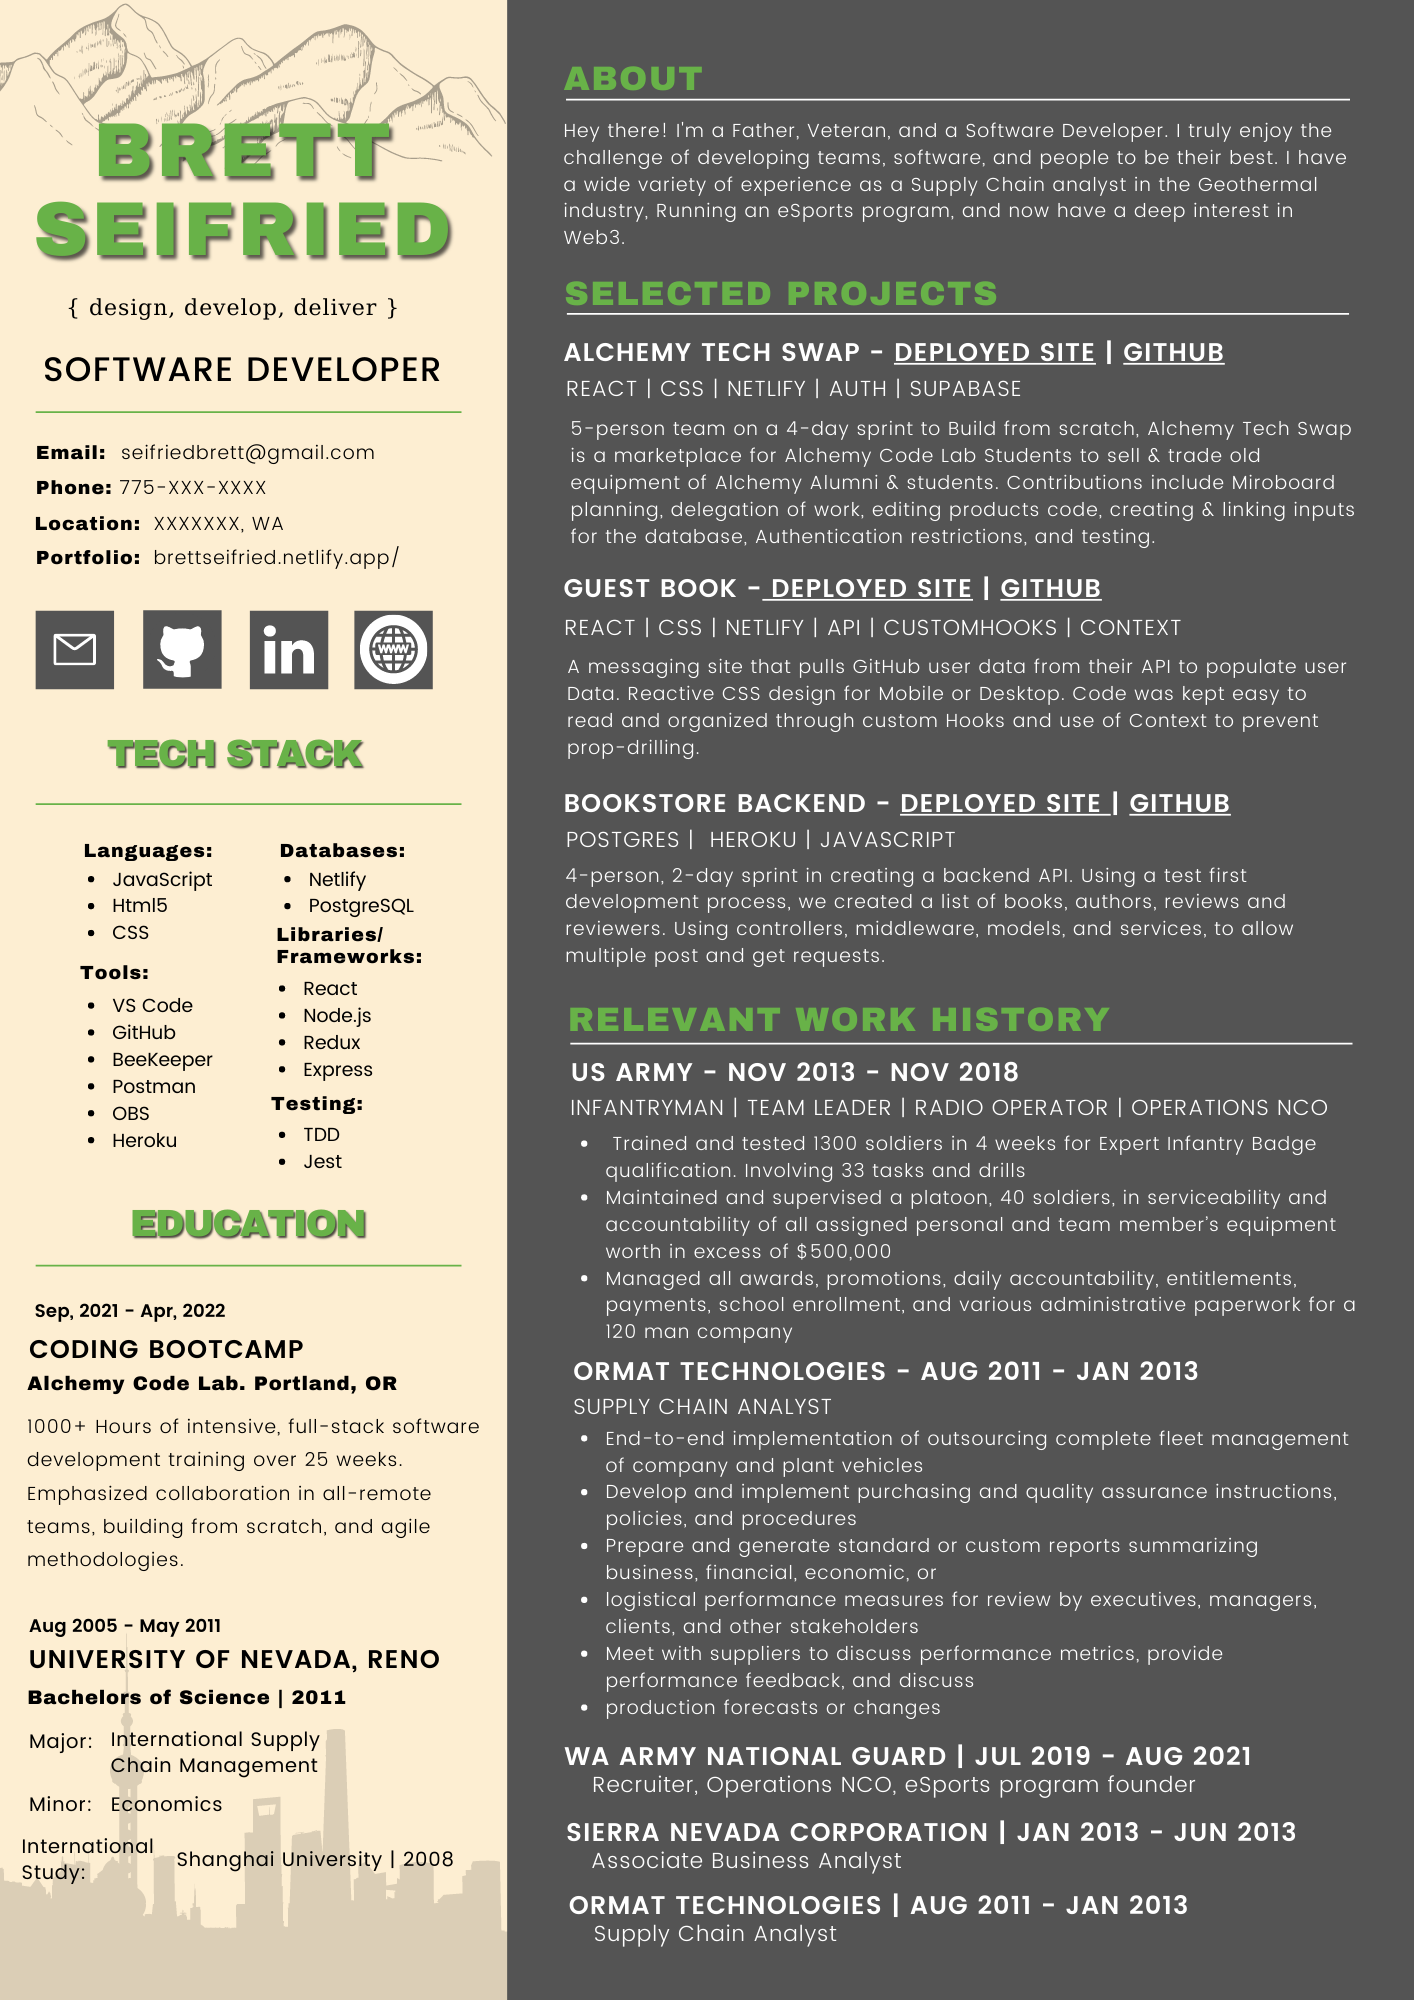 BRETT
SEIFRIED
{ design, develop, deliver }
SOFTWARE DEVELOPER
Email: seifriedbrett@gmail.com
Phone: 775-XXX-XXXX
Location: XXXXXXX, WA
Portfolio: brettseifried.netlify.app/
in
WWW
TECH STACK
Languages:
• JavaScript
• Html5
• CSS
Tools:
• VS Code
• GitHub
• BeeKeeper
• Postman
• OBS
• Heroku
Databases:
• Netlify
• PostgreSQL
Libraries/
Frameworks:
• React
• Node.js
• Redux
• Express
Testing:
• TDD
• Jest
EDUCATION
Sep, 2021 - Apr, 2022
CODING BOOTCAMP
Alchemy Code Lab. Portland, OR
1000+ Hours of intensive, full-stack software
development training over 25 weeks.
Emphasized collaboration in all-remote
teams, building from scratch, and agile
methodologies.
Aug 2005 - May 2011
UNIVERSITY OF NEVADA, RENO
Bachelors of Science | 2011
Major: International Supply
Chain Management
Minor: Economics
International
Study:
Shanghai University | 2008
ABOUT
Hey there! I'm a Father, Veteran, and a Software Developer. I truly enjoy the
challenge of developing teams, software, and people to be their best. I have
a wide variety of experience as a Supply Chain analyst in the Geothermal
industry, Running an eSports program, and now have a deep interest in
Web3.
SELECTED PROJECTS
ALCHEMY TECH SWAP - DEPLOYED SITE | GITHUB
REACT | CSS | NETLIFY | AUTH | SUPABASE
5-person team on a 4-day sprint to Build from scratch, Alchemy Tech Swap
is a marketplace for Alchemy Code Lab Students to sell & trade old
equipment of Alchemy Alumni & students. Contributions include Miroboard
planning, delegation of work, editing products code, creating & linking inputs
for the database, Authentication restrictions, and testing.
GUEST BOOK - DEPLOYED SITE | GITHUB
REACT | CSS | NETLIFY | API | CUSTOMHOOKS | CONTEXT
A messaging site that pulls GitHub user data from their API to populate user
Data. Reactive CSS design for Mobile or Desktop. Code was kept easy to
read and organized through custom Hooks and use of Context to prevent
prop-drilling.
BOOKSTORE BACKEND - DEPLOYED SITE | GITHUB
POSTGRES | HEROKU | JAVASCRIPT
4-person, 2-day sprint in creating a backend API. Using a test first
development process, we created a list of books, authors, reviews and
reviewers. Using controllers, middleware, models, and services, to allow
multiple post and get requests.
RELEVANT WORK HISTORY
US ARMY - NOV 2013 - NOV 2018
INFANTRYMAN | TEAM LEADER | RADIO OPERATOR | OPERATIONS NCO
• Trained and tested 1300 soldiers in 4 weeks for Expert Infantry Badge
qualification. Involving 33 tasks and drills
• Maintained and supervised a platoon, 40 soldiers, in serviceability and
accountability of all assigned personal and team member's equipment
worth in excess of $500,000
• Managed all awards, promotions, daily accountability, entitlements,
payments, school enrollment, and various administrative paperwork for a
120 man company
ORMAT TECHNOLOGIES - AUG 2011 - JAN 2013
SUPPLY CHAIN ANALYST
• End-to-end implementation of outsourcing complete fleet management
of company and plant vehicles
• Develop and implement purchasing and quality assurance instructions,
policies, and procedures
• Prepare and generate standard or custom reports summarizing
business, financial, economic, or
• logistical performance measures for review by executives, managers,
clients, and other stakeholders
• Meet with suppliers to discuss performance metrics, provide
performance feedback, and discuss
• production forecasts or changes
WA ARMY NATIONAL GUARD | JUL 2019 - AUG 2021
Recruiter, Operations NCO, eSports program founder
SIERRA NEVADA CORPORATION | JAN 2013 - JUN 2013
Associate Business Analyst
ORMAT TECHNOLOGIES | AUG 2011 - JAN 2013
Supply Chain Analyst